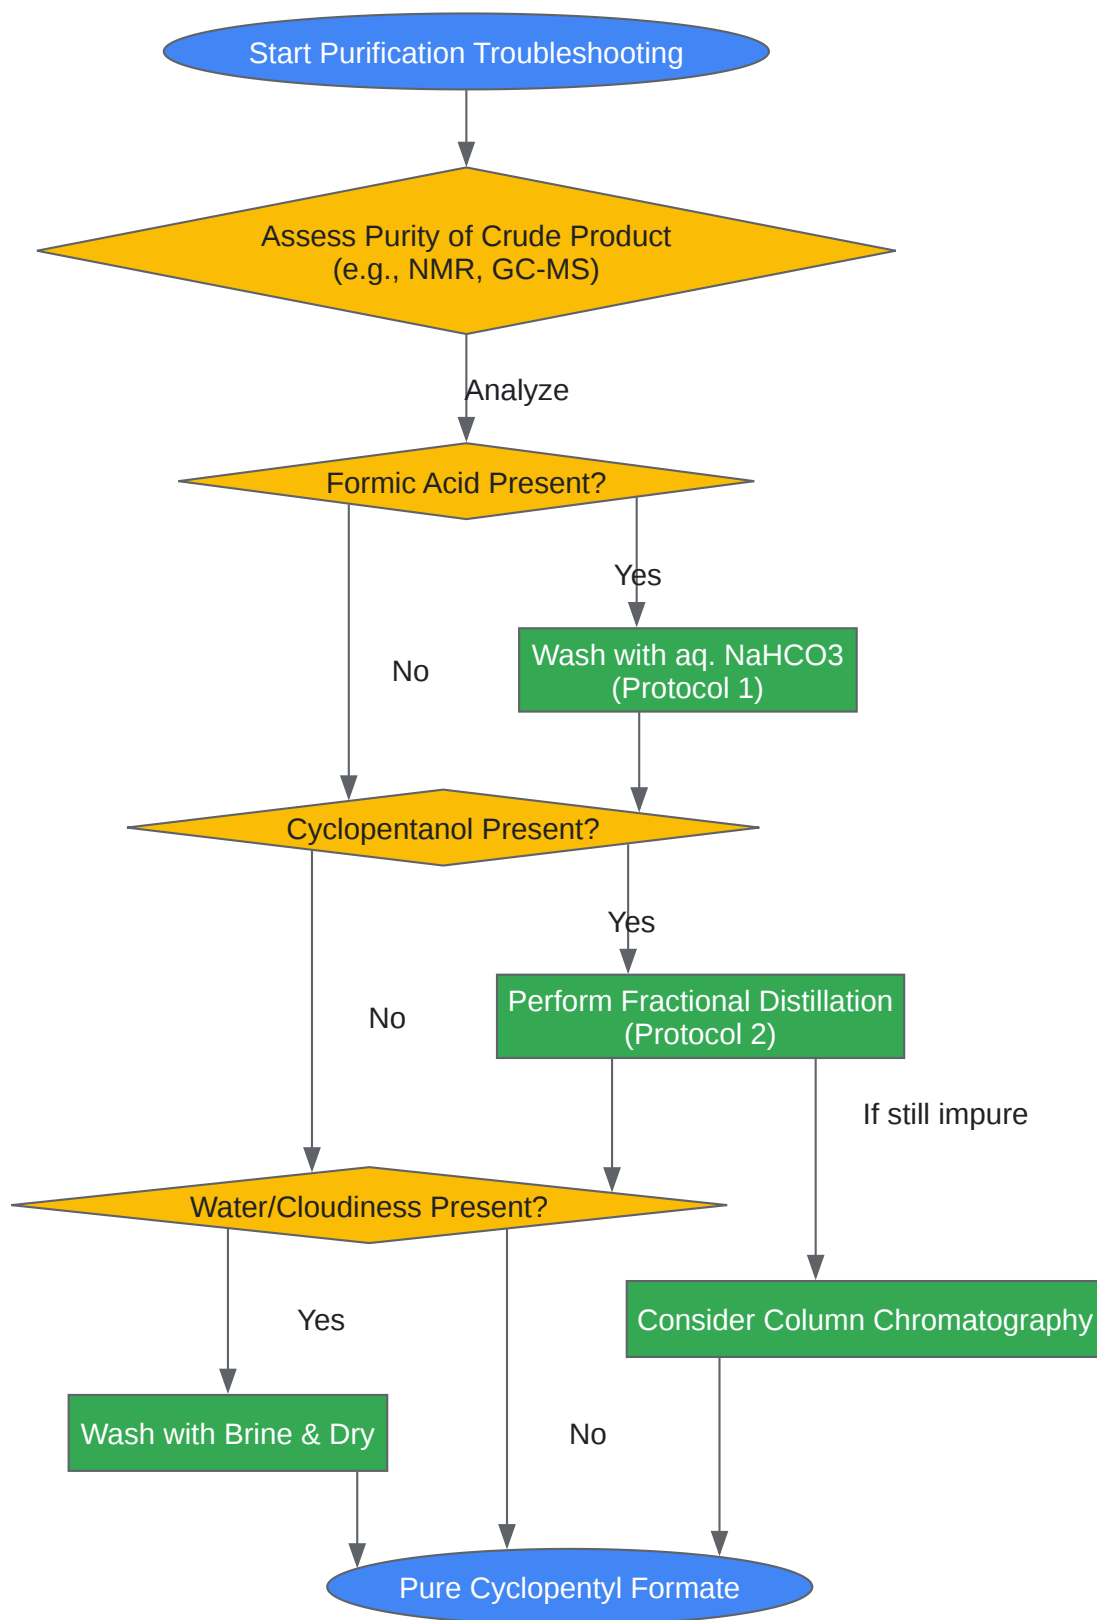 Start Purification Troubleshooting
Assess Purity of Crude Product
(e.g., NMR, GC-MS)
Analyze
Formic Acid Present?
Yes
Wash with aq. NaHCO3
(Protocol 1)
No
Cyclopentanol Present?
Yes
Perform Fractional Distillation
(Protocol 2)
No
If still impure
Water/Cloudiness Present?
Yes
Consider Column Chromatography
Wash with Brine & Dry
No
Pure Cyclopentyl Formate